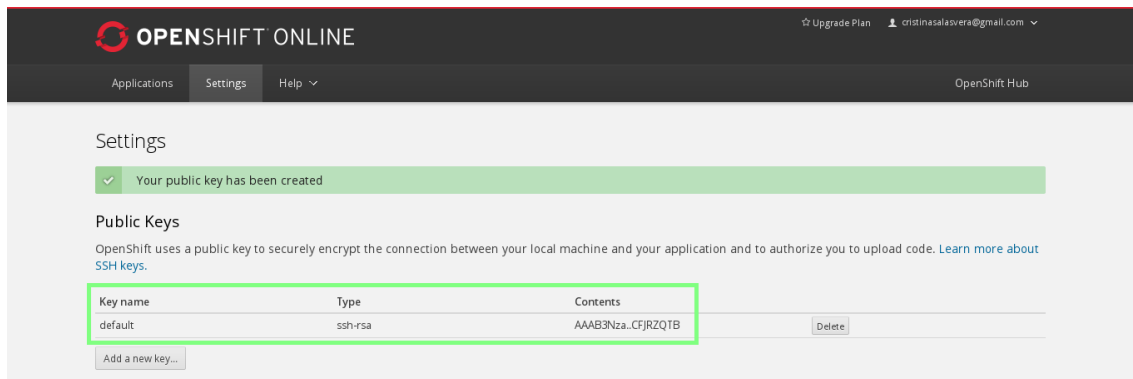 OPENSHIFT ONLINE
Upgrade Plan cristinasalasvera@gmail.com
Applications Settings Help OpenShift Hub
Settings
Your public key has been created
Public Keys
OpenShift uses a public key to securely encrypt the connection between your local machine and your application and to authorize you to upload code. Learn more about
SSH keys.
Key name Type Contents
default ssh-rsa AAAB3Nza..CFJRZQTB Delete
Add a new key...